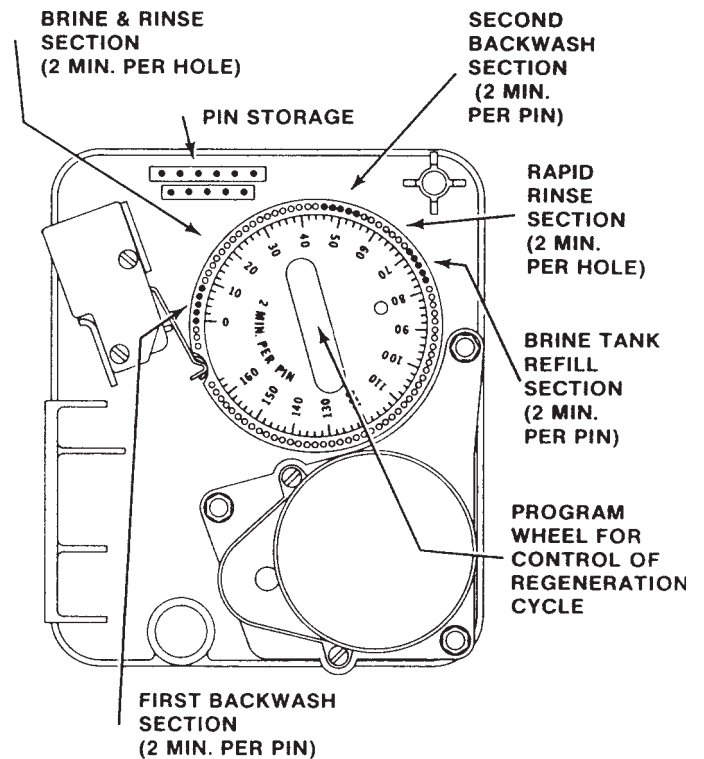 BRINE & RINSE
SECTION
(2 MIN. PER HOLE)
SECOND
BACKWASH
SECTION
(2 MIN.
PER PIN)
PIN STORAGE
RAPID
RINSE
SECTION
(2 MIN.
PER HOLE)
BRINE TANK
REFILL
SECTION
(2 MIN.
PER PIN)
PROGRAM
WHEEL FOR
CONTROL OF
REGENERATION
CYCLE
FIRST BACKWASH
SECTION
(2 MIN. PER PIN)
0
10
20
30
40
50
60
70
80
90
100
110
130
140
150
160
2 MIN. PER PIN